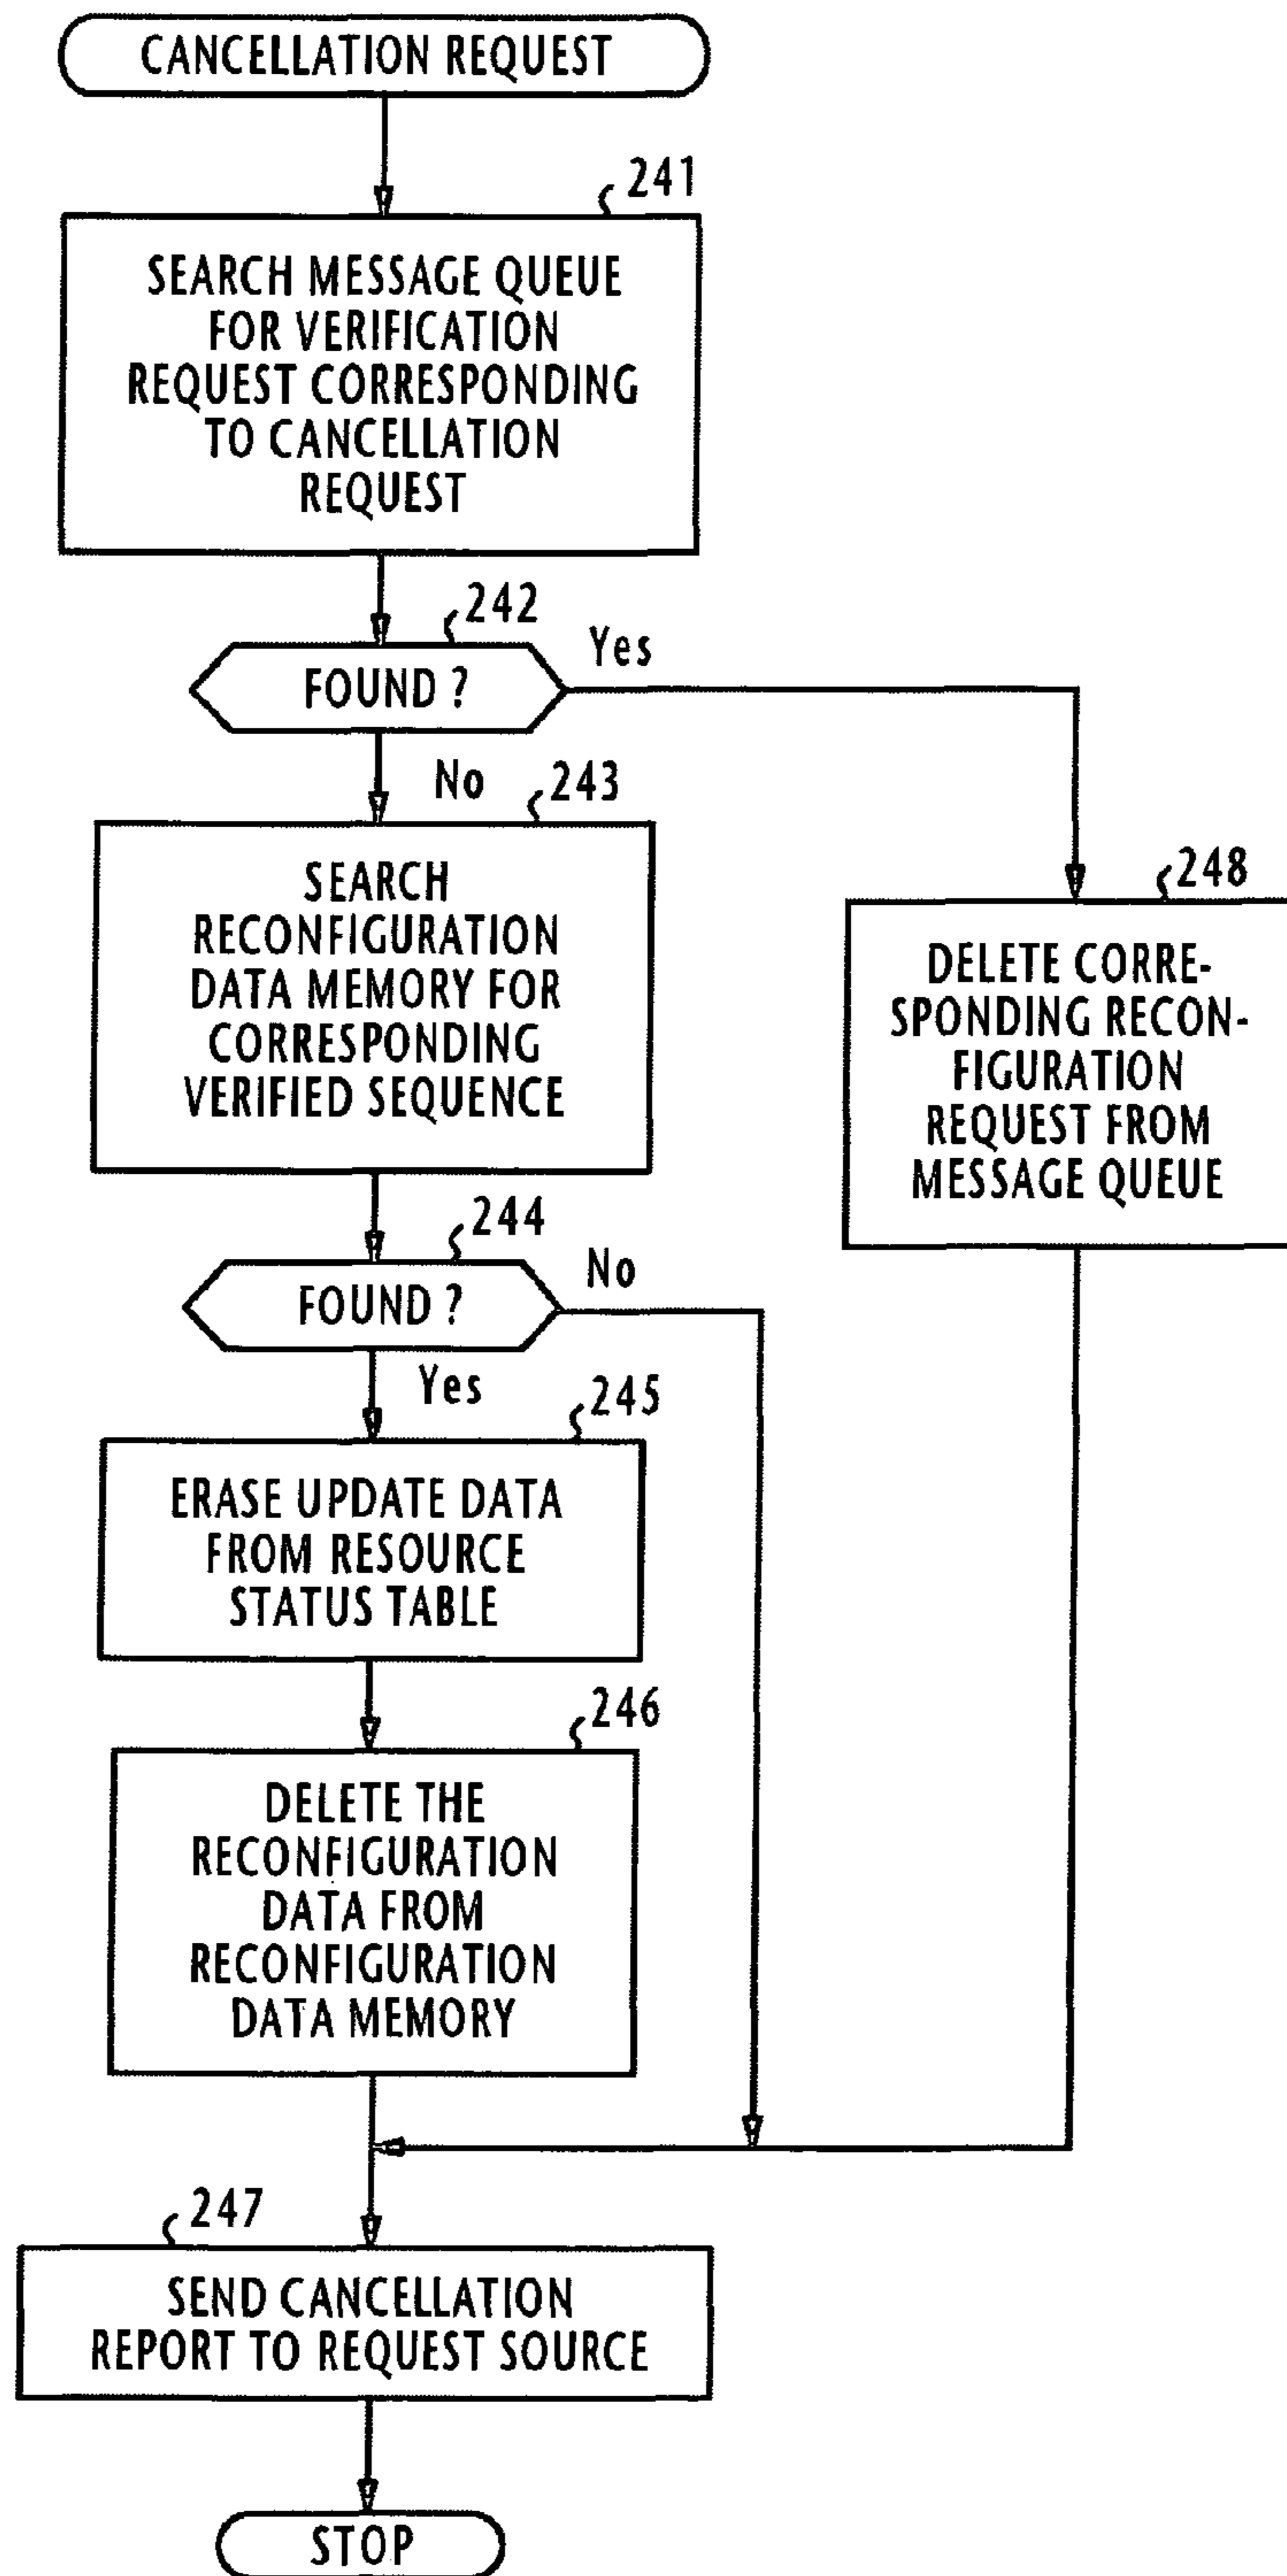 CANCELLATION REQUEST
241
SEARCH MESSAGE QUEUE
FOR VERIFICATION
REQUEST CORRESPONDING
TO CANCELLATION
REQUEST
242
FOUND ?
Yes
No
243
SEARCH
RECONFIGURATION
DATA MEMORY FOR
CORRESPONDING
VERIFIED SEQUENCE
248
DELETE CORRE-
SPONDING RECON-
FIGURATION
REQUEST FROM
MESSAGE QUEUE
244
FOUND ?
No
Yes
245
ERASE UPDATE DATA
FROM RESOURCE
STATUS TABLE
246
DELETE THE
RECONFIGURATION
DATA FROM
RECONFIGURATION
DATA MEMORY
247
SEND CANCELLATION
REPORT TO REQUEST SOURCE
STOP